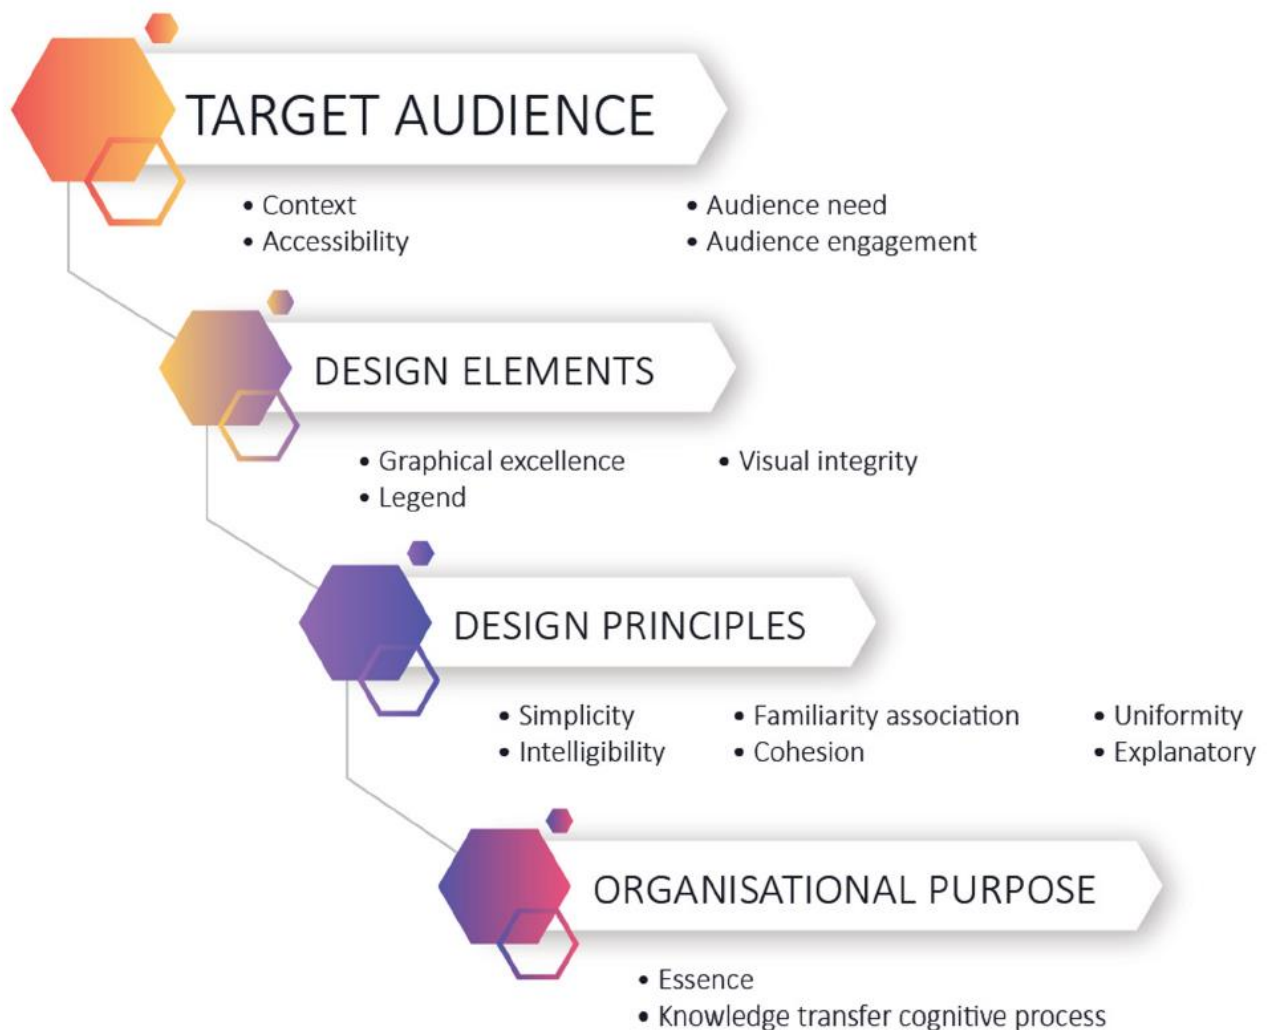 TARGET AUDIENCE
• Context
• Accessibility
• Audience need
• Audience engagement
DESIGN ELEMENTS
• Graphical excellence
• Legend
• Visual integrity
DESIGN PRINCIPLES
• Simplicity
• Intelligibility
• Familiarity association
• Cohesion
• Uniformity
• Explanatory
ORGANISATIONAL PURPOSE
• Essence
• Knowledge transfer cognitive process